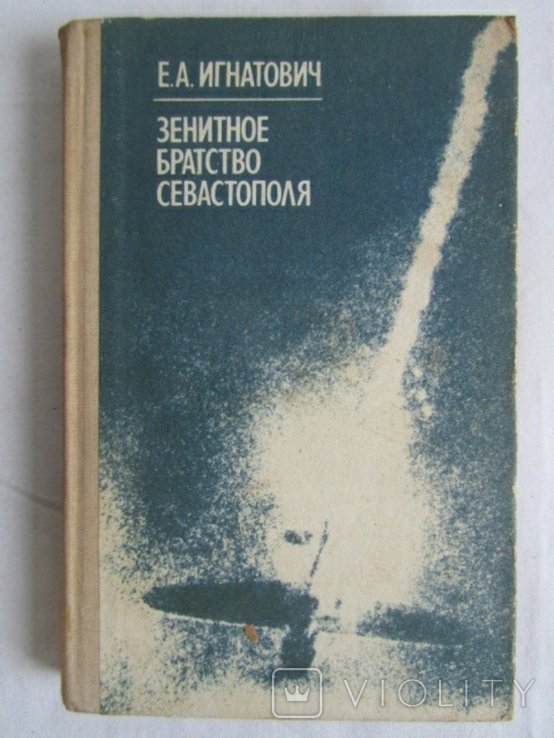 Е.А. ИГНАТОВИЧ
ЗЕНИТНОЕ
БРАТСТВО
СЕВАСТОПОЛЯ
VIOLITY